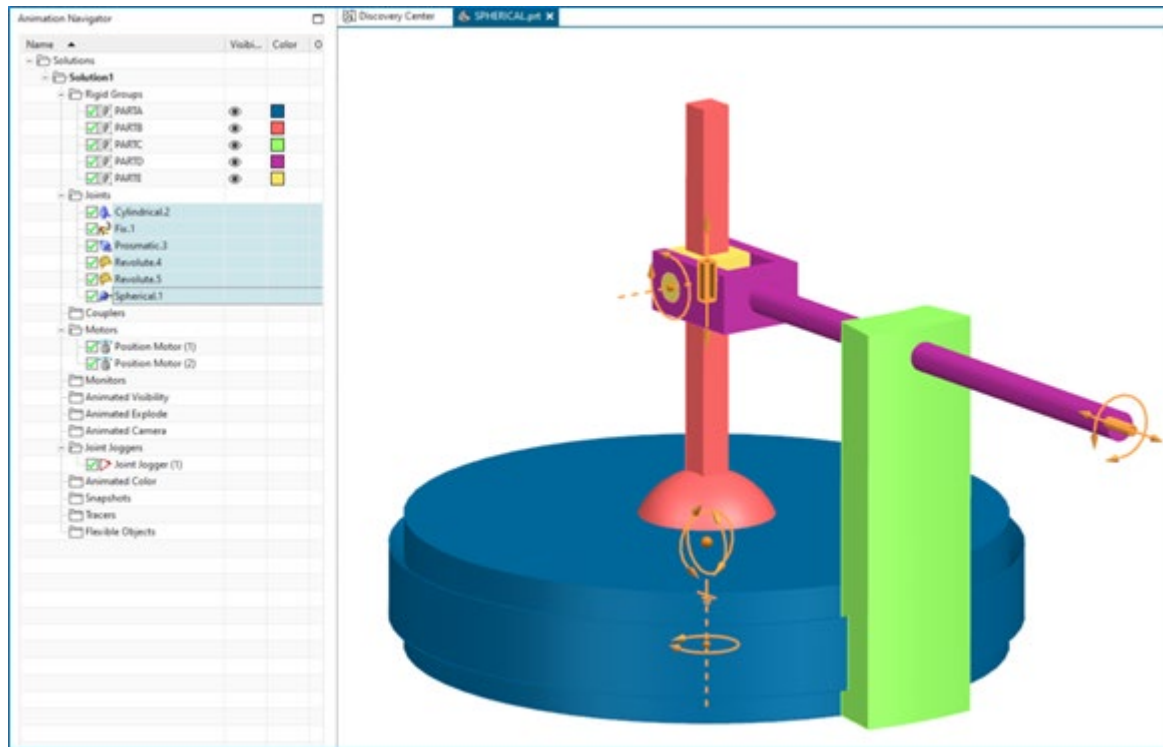 Animation Navigator
Discovery Center
SPHERICAL.prt
Name Visibi... Color O
Solutions
Solution1
Rigid Groups
PARTA
PARTB
PARTC
PARTD
PARTE
Joints
Cylindrical.2
Fix.1
Prosmatic.3
Revolute.4
Revolute.5
Spherical.1
Couplers
Motors
Position Motor (1)
Position Motor (2)
Monitors
Animated Visibility
Animated Explode
Animated Camera
Joint Joggers
Joint Jogger (1)
Animated Color
Snapshots
Tracers
Flexible Objects